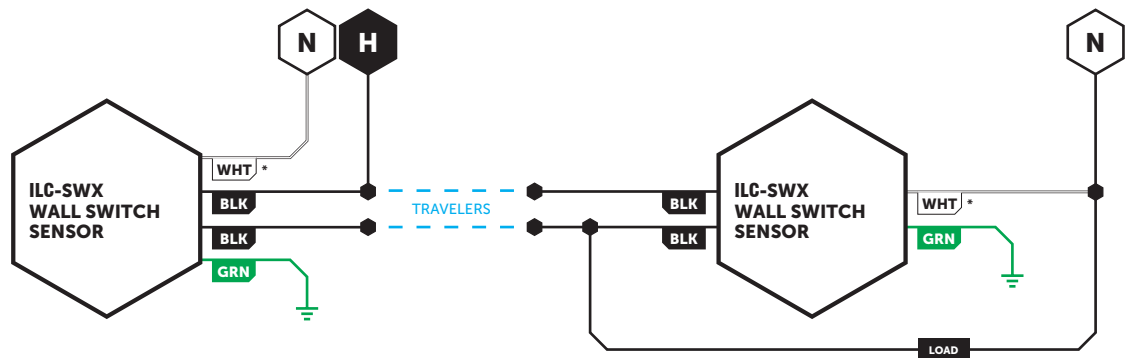 N
H
N
ILC-SWX
WALL SWITCH
SENSOR
WHT *
BLK
BLK
GRN
TRAVELERS
BLK
BLK
ILC-SWX
WALL SWITCH
SENSOR
WHT *
GRN
LOAD